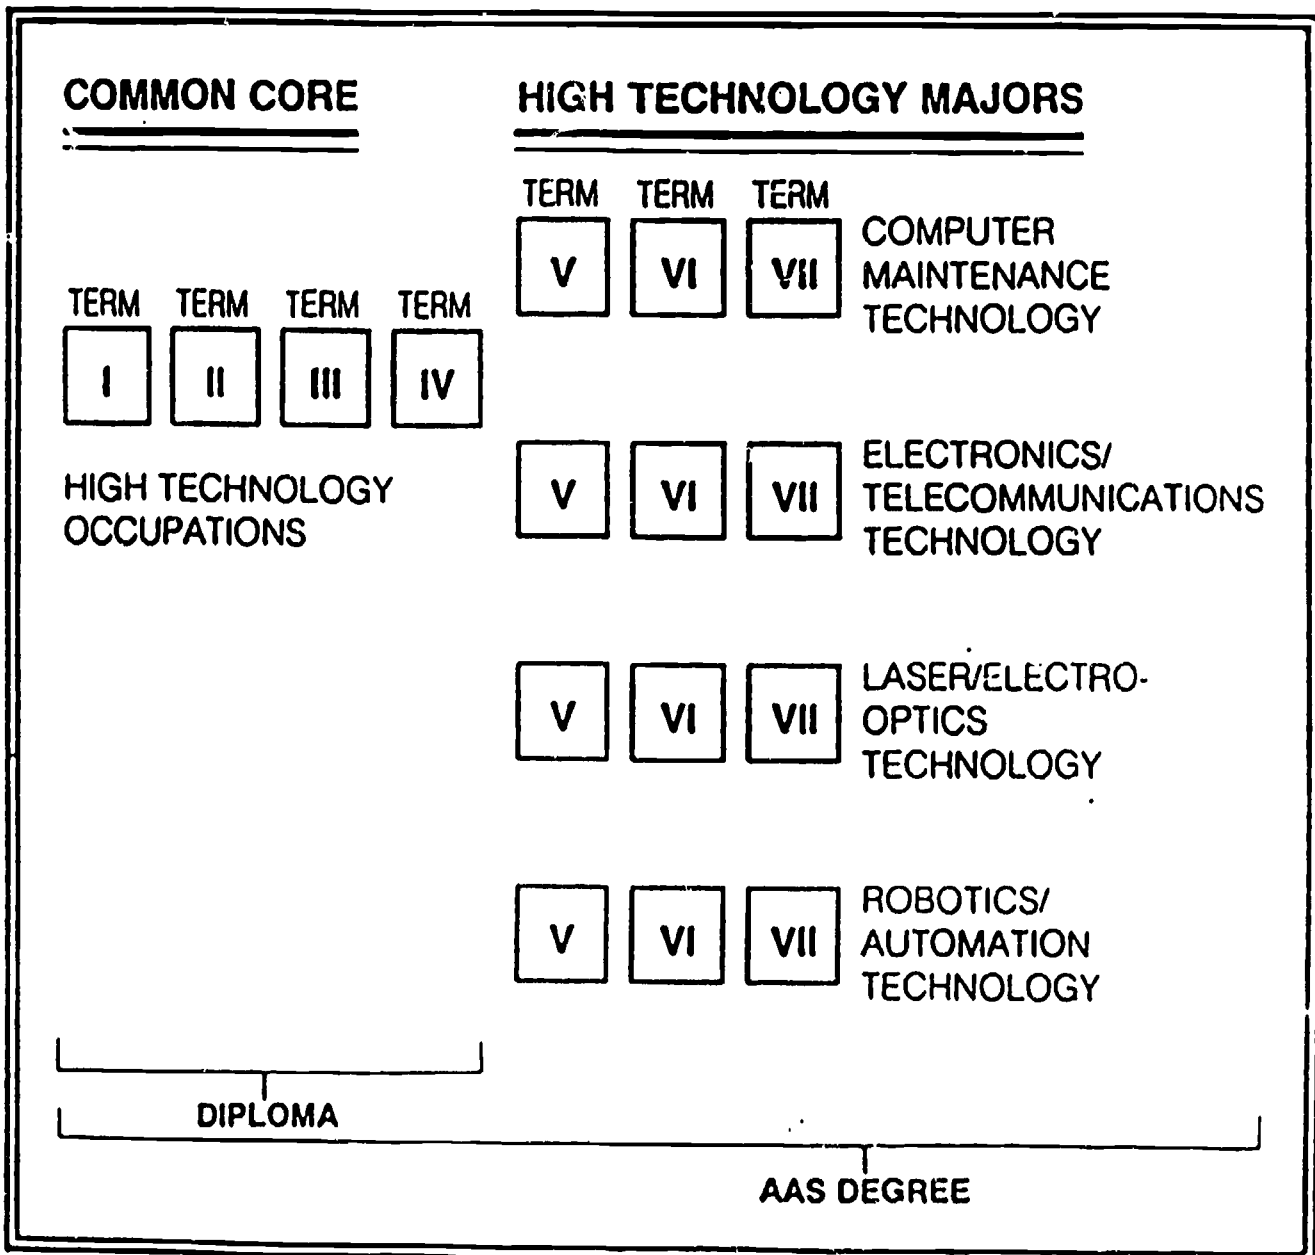 COMMON CORE
TERM TERM TERM TERM
I II III IV
HIGH TECHNOLOGY
OCCUPATIONS
HIGH TECHNOLOGY MAJORS
TERM TERM TERM
V VI VII
COMPUTER
MAINTENANCE
TECHNOLOGY
V VI VII
ELECTRONICS/
TELECOMMUNICATIONS
TECHNOLOGY
V VI VII
LASER/ELECTRO-
OPTICS
TECHNOLOGY
V VI VII
ROBOTICS/
AUTOMATION
TECHNOLOGY
DIPLOMA
AAS DEGREE